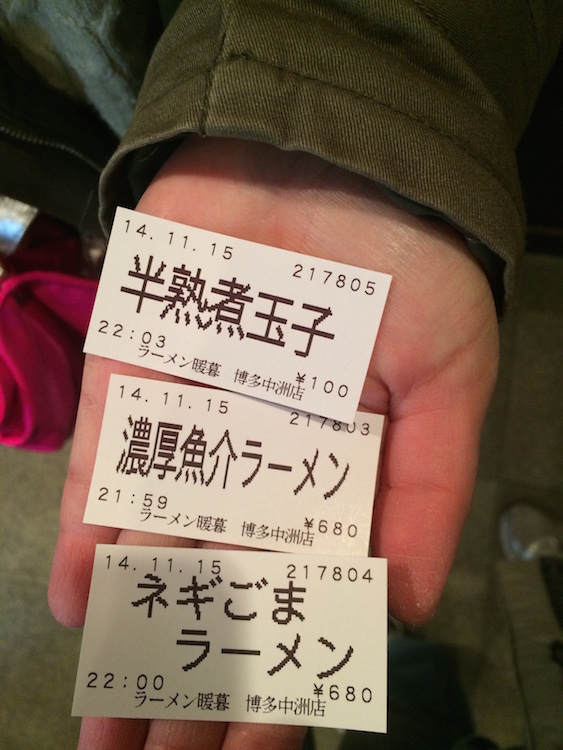 14.11.15 217805
半熟煮玉子
22:03 ¥100
ラーメン暖暮 博多中洲店
14.11.15 217803
濃厚魚介ラーメン
21:59 ¥680
ラーメン暖暮 博多中洲店
14.11.15 217804
ネギごま
ラーメン
22:00 ¥680
ラーメン暖暮 博多中洲店